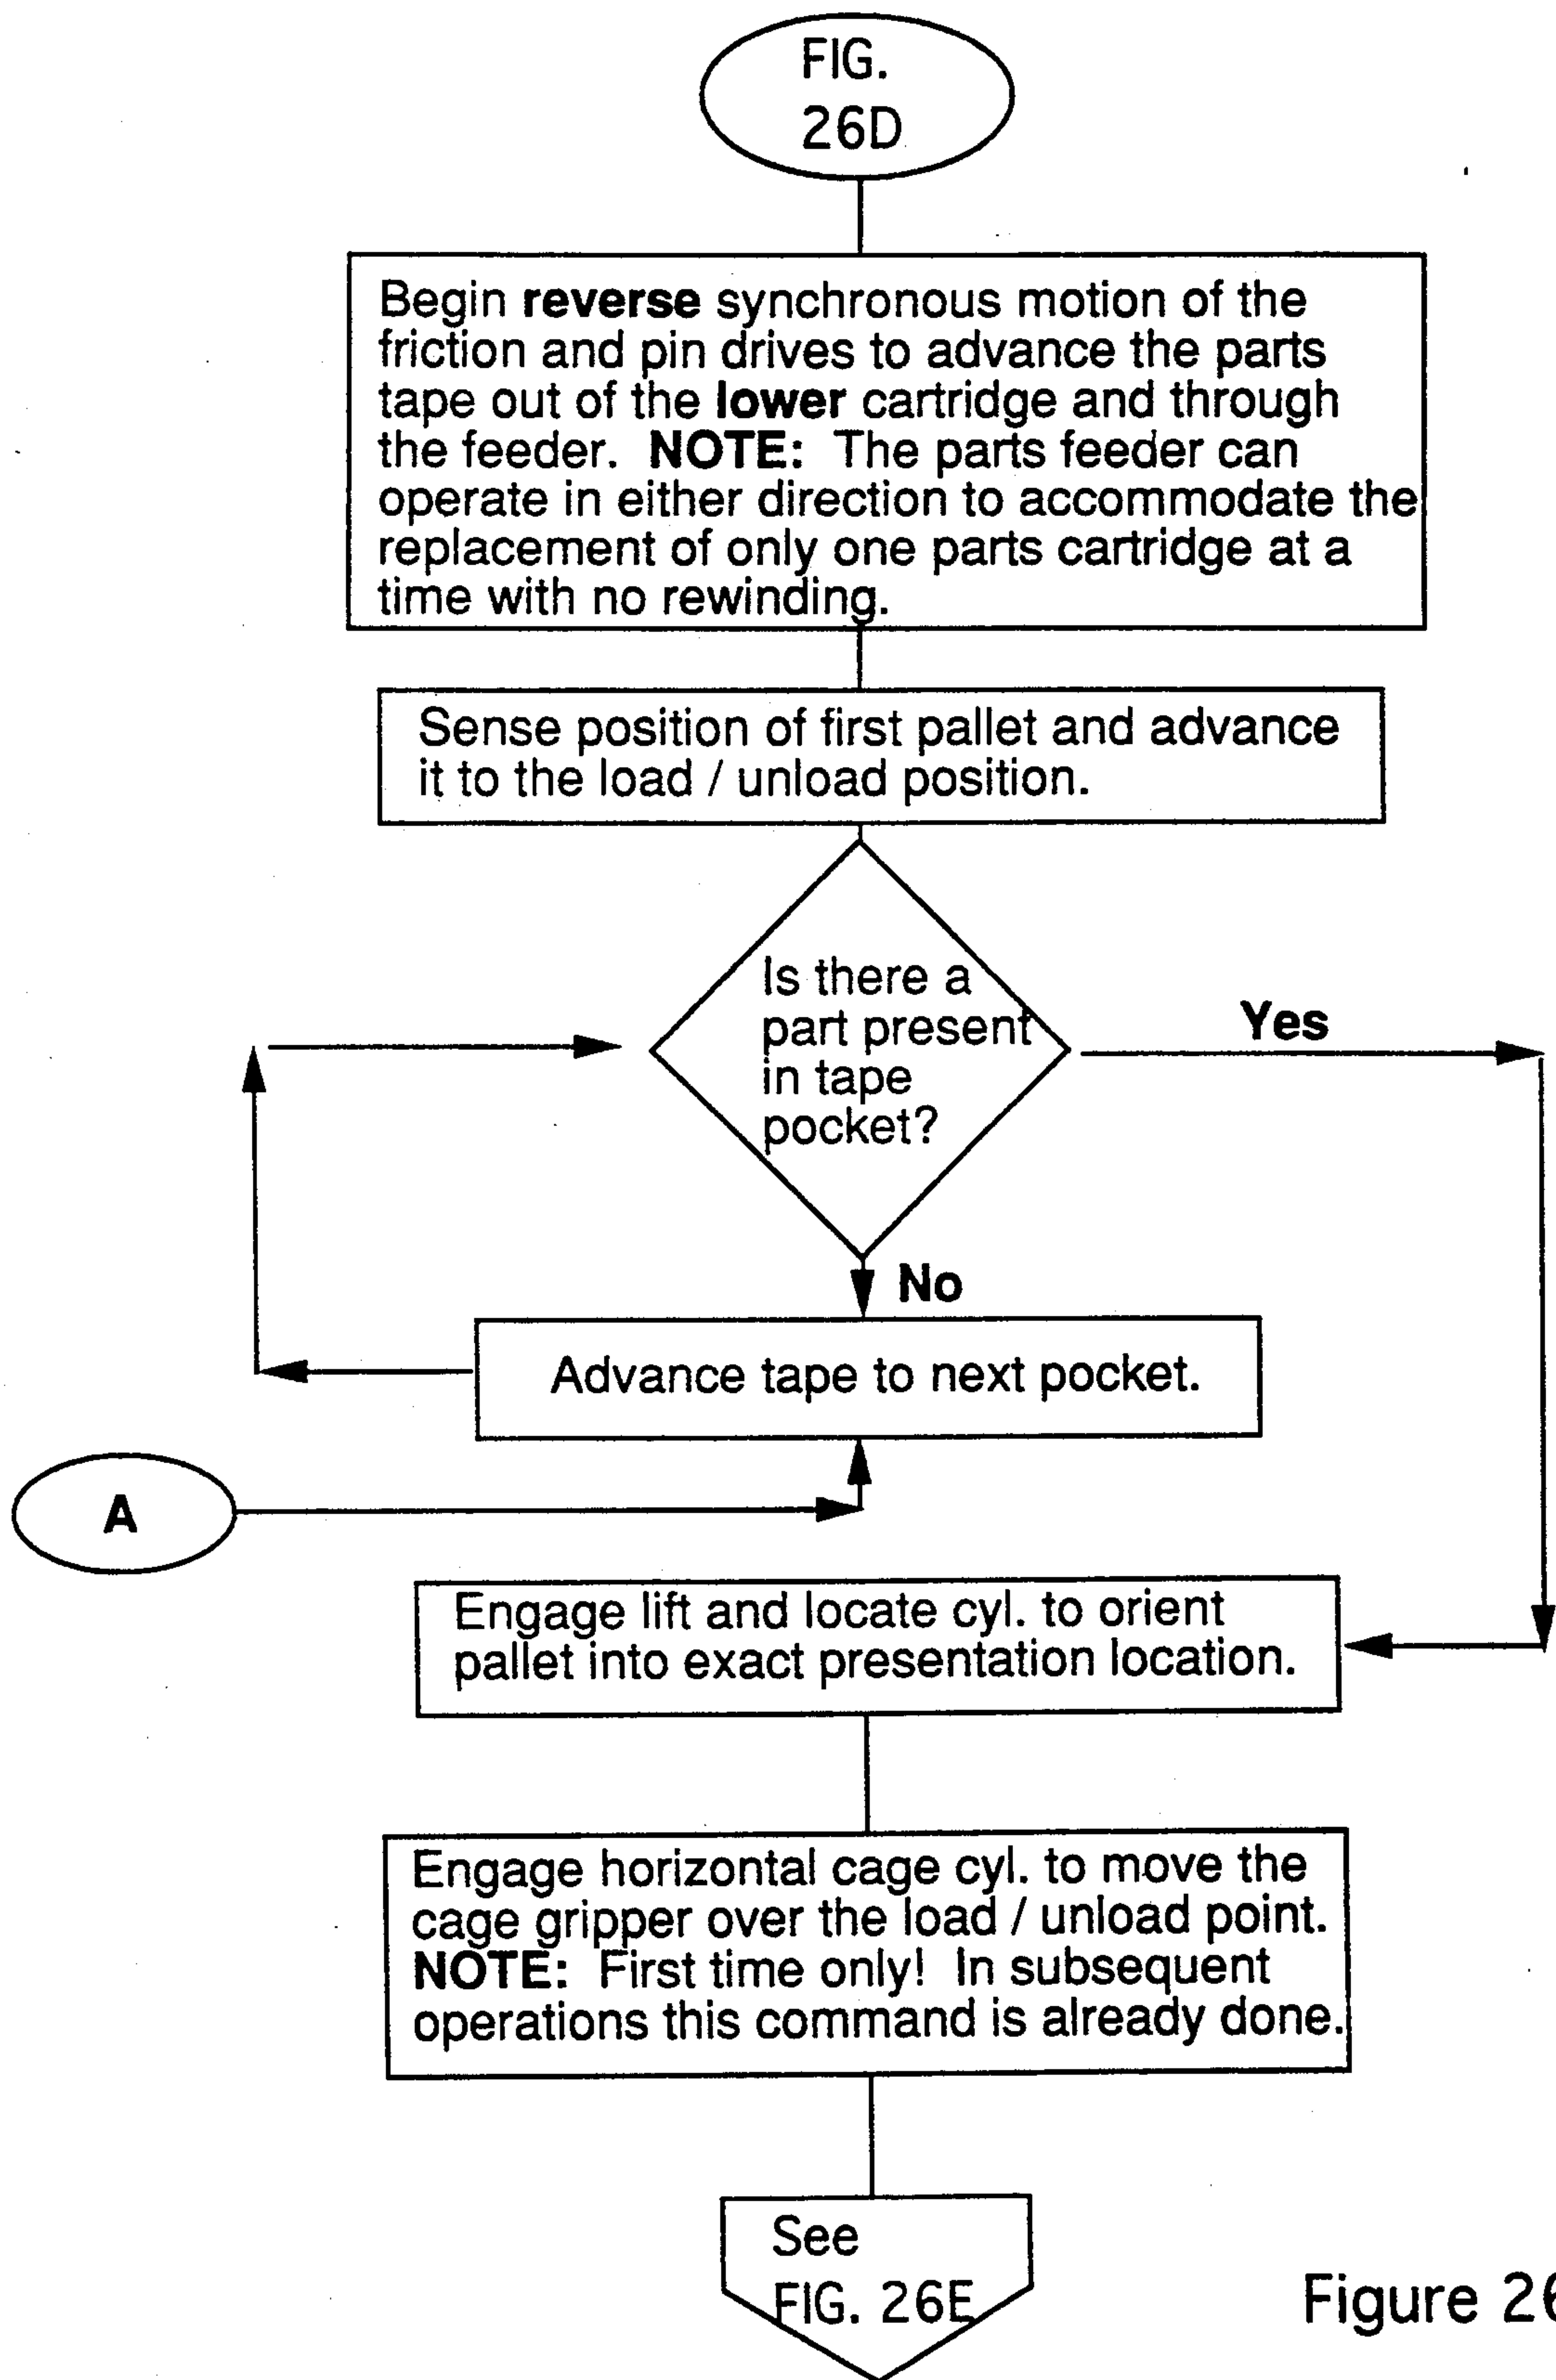 FIG.
26D
Begin reverse synchronous motion of the
friction and pin drives to advance the parts
tape out of the lower cartridge and through
the feeder. NOTE: The parts feeder can
operate in either direction to accommodate the
replacement of only one parts cartridge at a
time with no rewinding.
Sense position of first pallet and advance
it to the load / unload position.
Is there a
part present
in tape
pocket?
Yes
No
Advance tape to next pocket.
A
Engage lift and locate cyl. to orient
pallet into exact presentation location.
Engage horizontal cage cyl. to move the
cage gripper over the load / unload point.
NOTE: First time only! In subsequent
operations this command is already done.
See
FIG. 26E
Figure 26